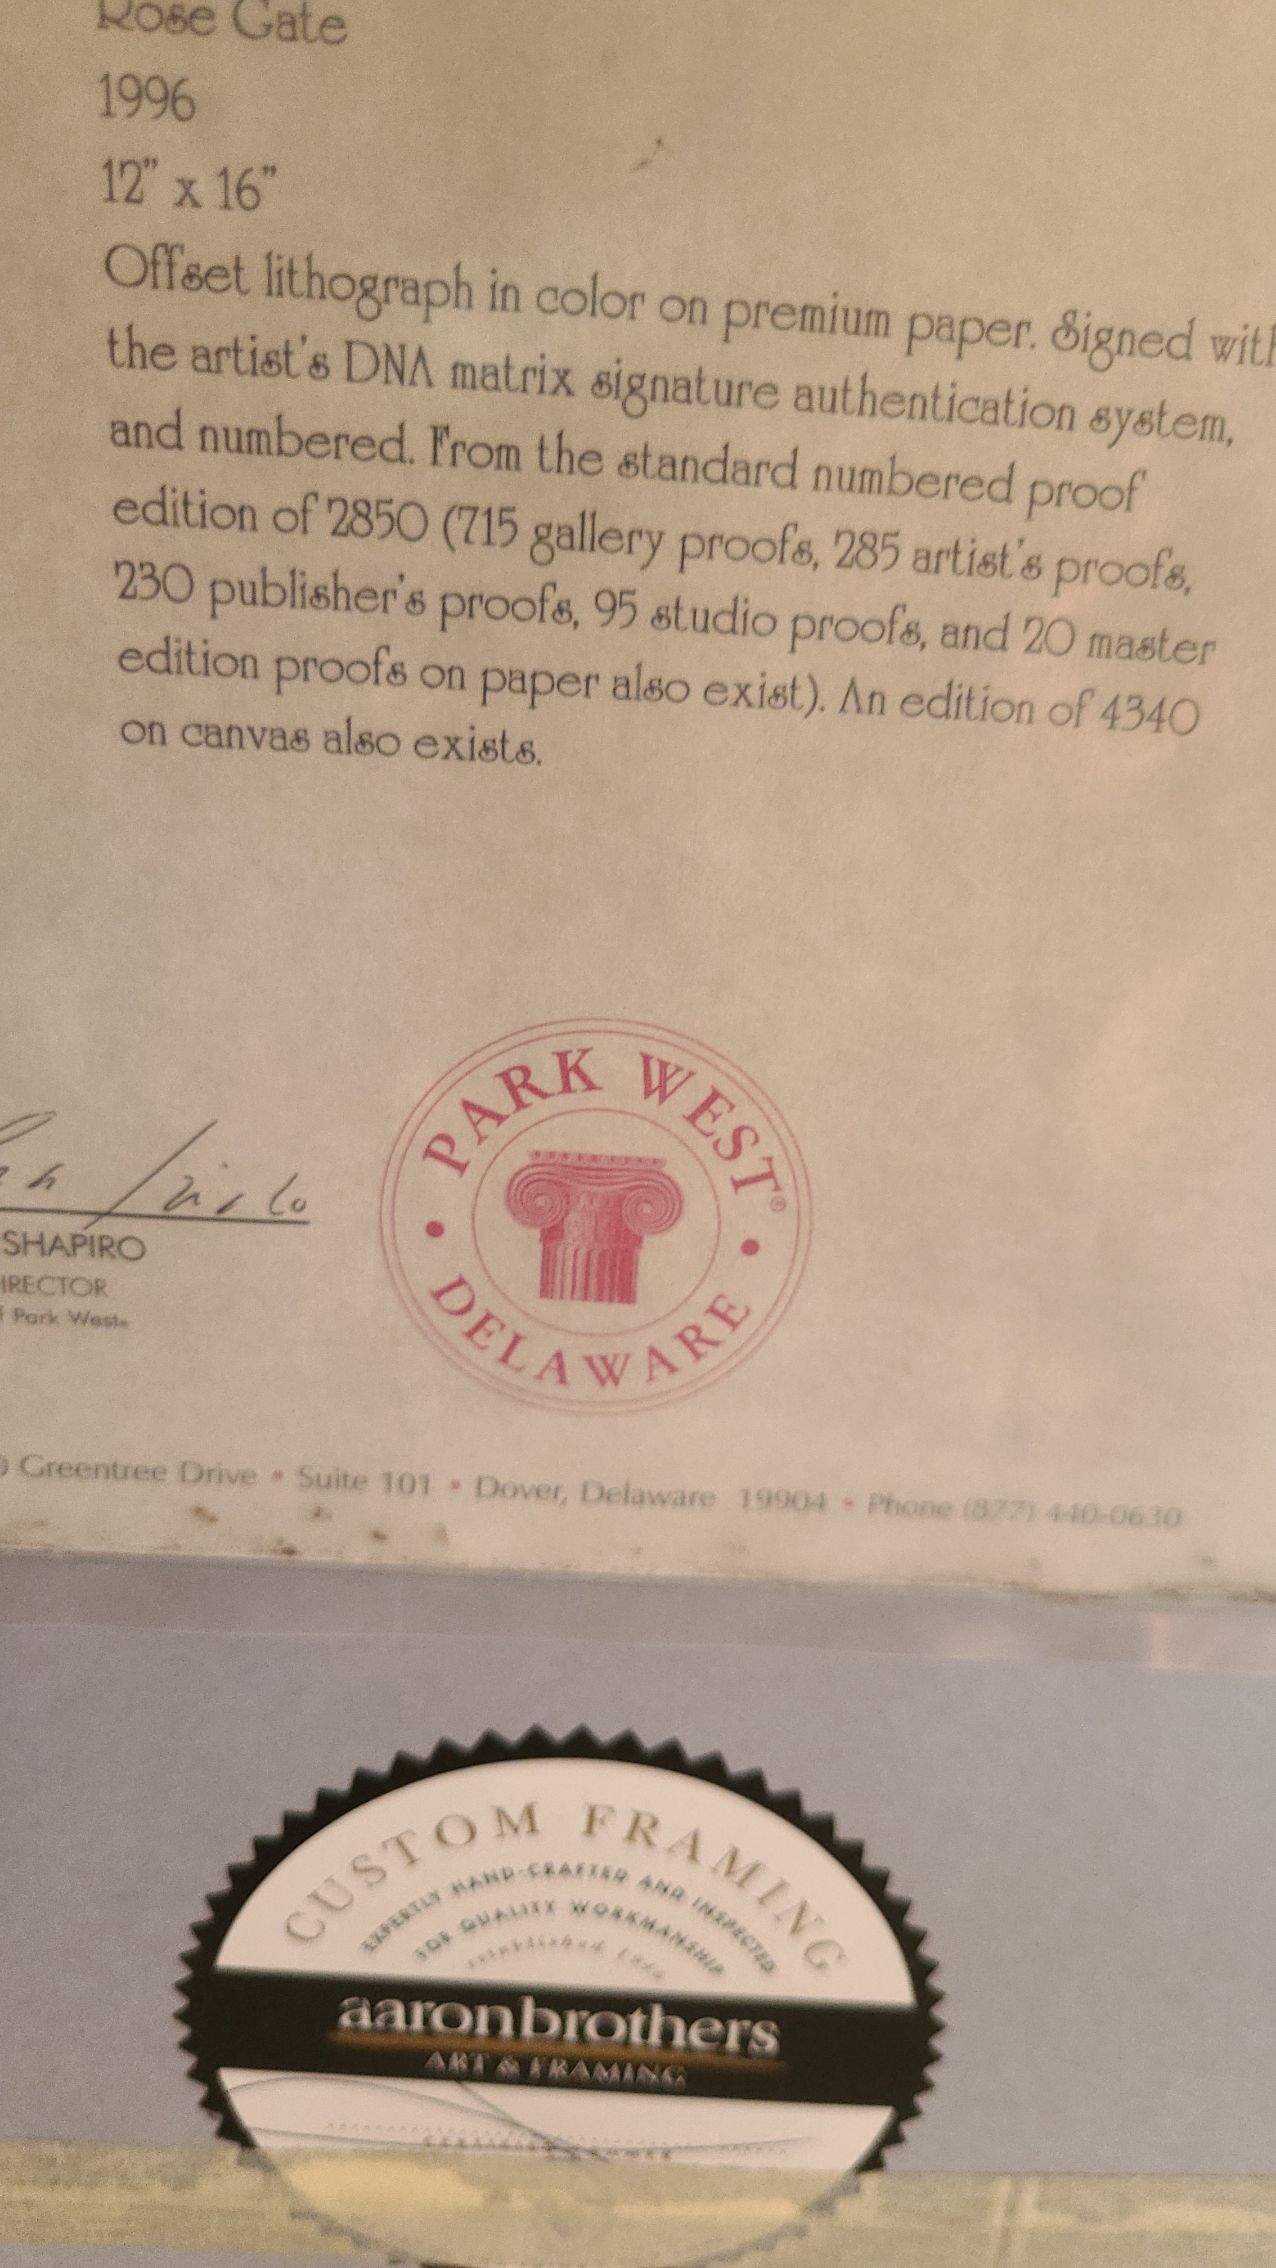 Rose Gate
1996
12" x 16"
Offset lithograph in color on premium paper. Signed with
the artist's DNA matrix signature authentication system,
and numbered. From the standard numbered proof
edition of 2850 (715 gallery proofs, 285 artist's proofs,
230 publisher's proofs, 95 studio proofs, and 20 master
edition proofs on paper also exist). An edition of 4340
on canvas also exists.
PARK WEST®
DELAWARE
SHAPIRO
IRECTOR
Park West®
Greentree Drive • Suite 101 • Dover, Delaware 19904 • Phone (877) 440-0630
CUSTOM FRAMING
EXPERTLY HAND-CRAFTED AND INSPECTED
FOR QUALITY WORKMANSHIP
established
aaronbrothers
ART & FRAMING